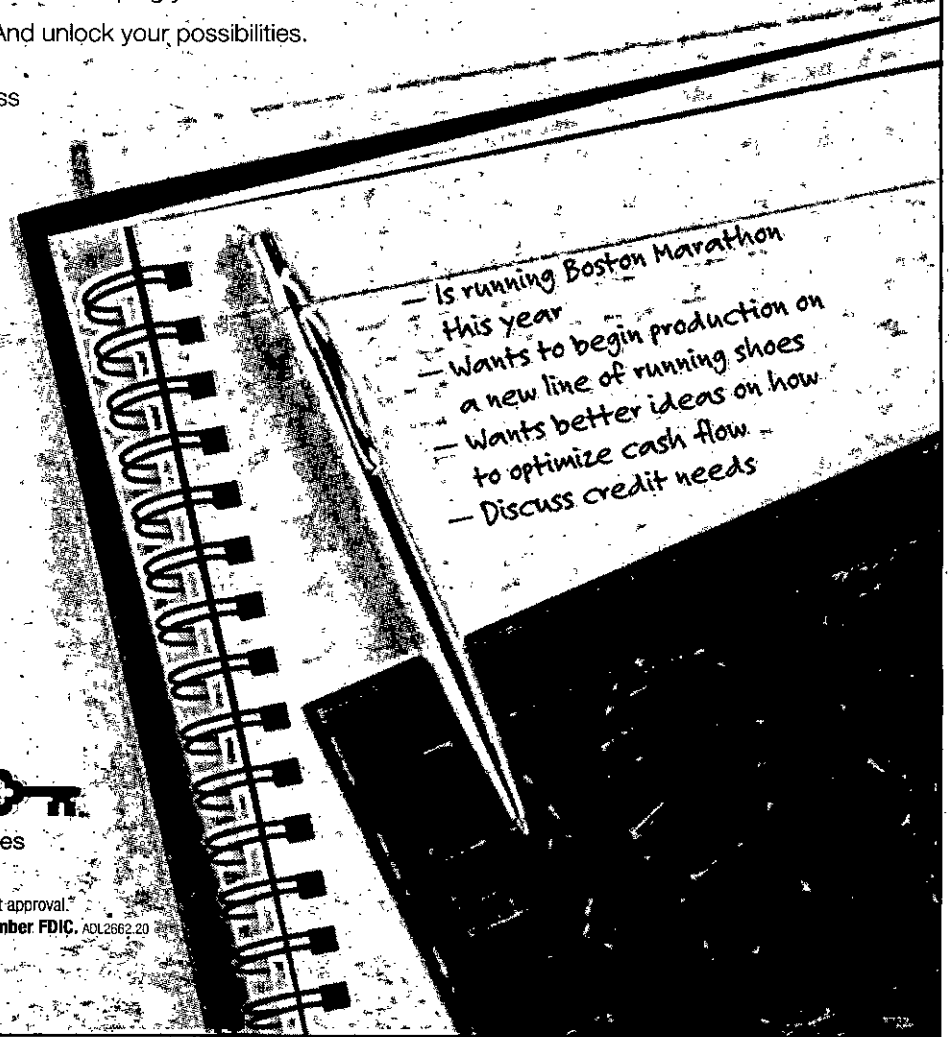 And unlock your possibilities.
ss
— Is running Boston Marathon
this year
— Wants to begin production on
a new line of running shoes
— Wants better ideas on how
to optimize cash flow
— Discuss credit needs
es
t approval.
mber FDIC. ADL2662.20